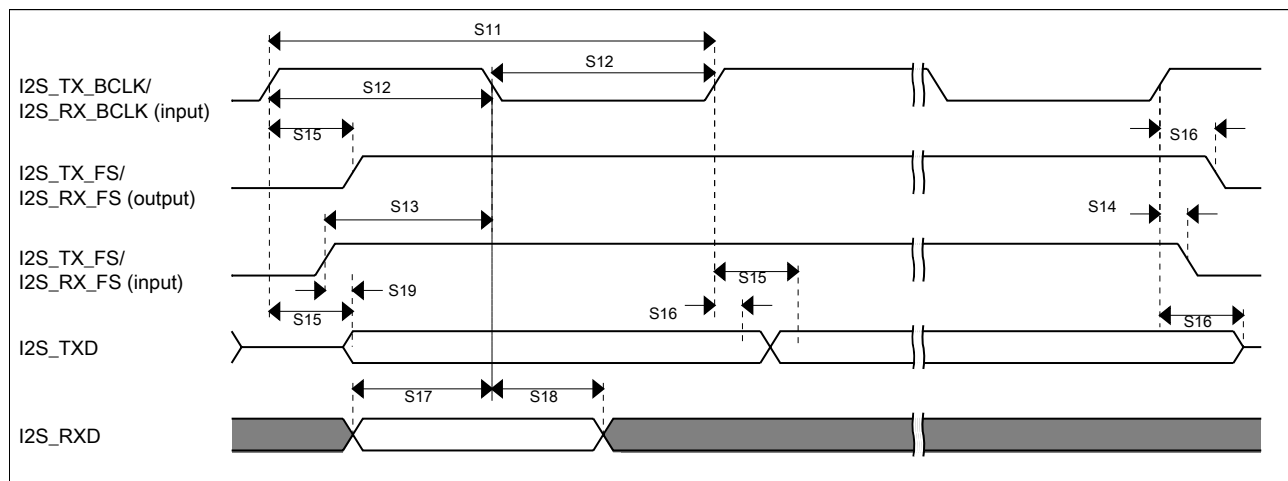 S11
S12
I2S_TX_BCLK/
I2S_RX_BCLK (input)
S12
S15
S16
I2S_TX_FS/
I2S_RX_FS (output)
S13
S14
I2S_TX_FS/
I2S_RX_FS (input)
S15
S19
S15
S16
S16
I2S_TXD
S17
S18
I2S_RXD